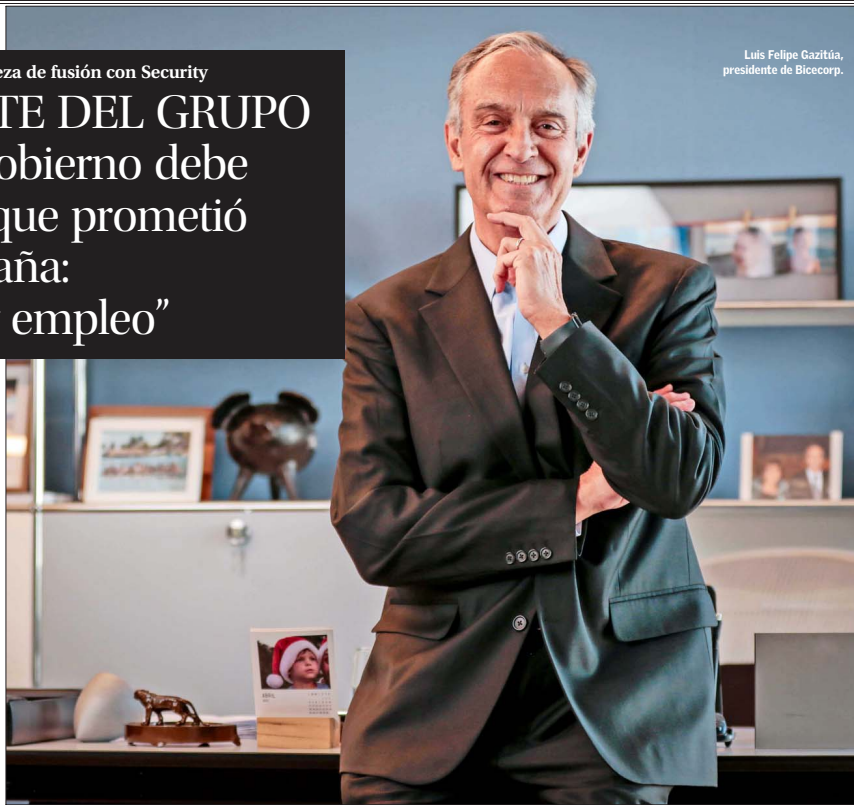 eza de fusión con Security
TE DEL GRUPO
obierno debe
que prometió
aña:
empleo”
Luis Felipe Gazitúa,
presidente de Bicecorp.
ABRIL